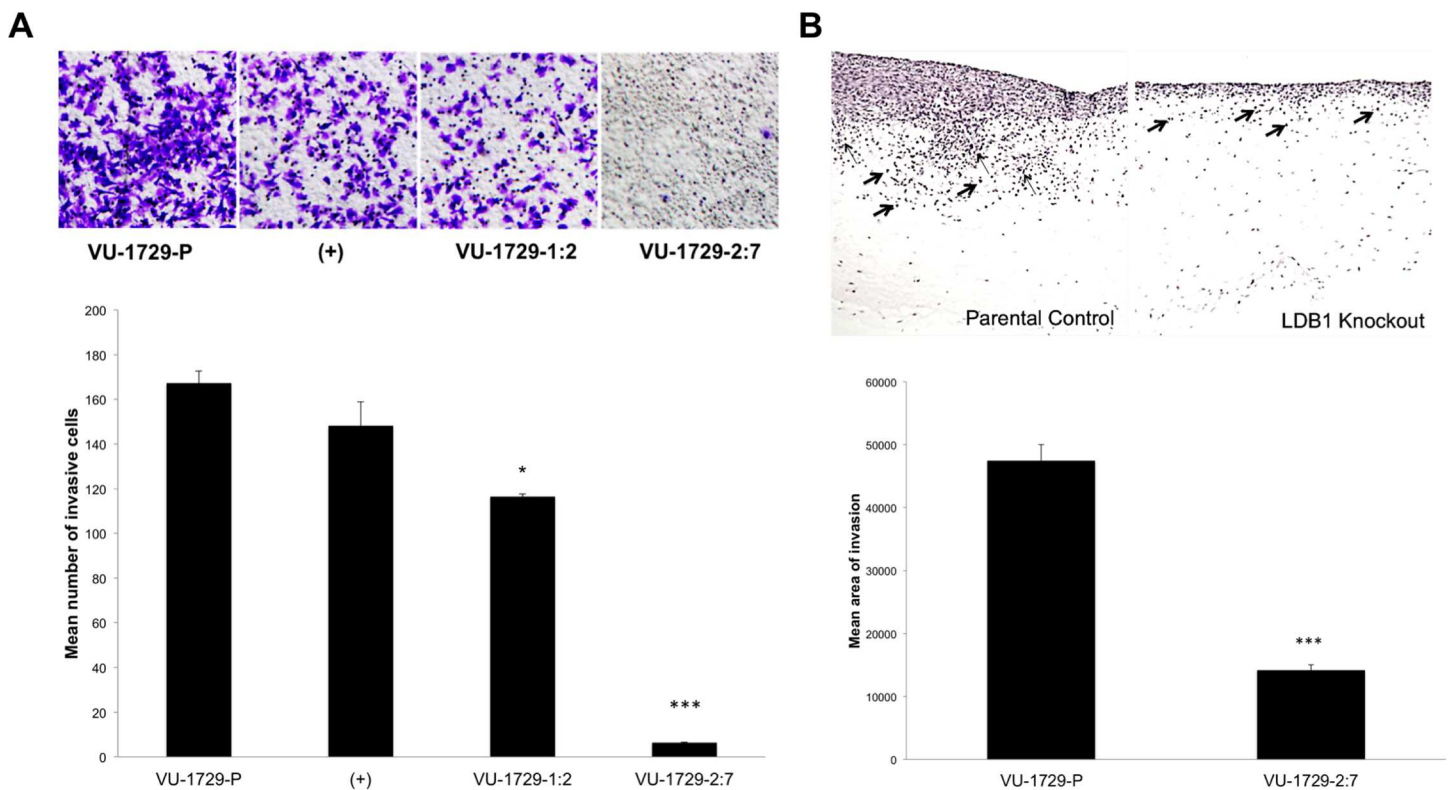 A
B
VU-1729-P (+) VU-1729-1:2 VU-1729-2:7
Mean number of invasive cells
200
180
160
140
120
100
80
60
40
20
0
*
***
VU-1729-P (+) VU-1729-1:2 VU-1729-2:7
Parental Control LDB1 Knockout
Mean area of invasion
60000
50000
40000
30000
20000
10000
0
***
VU-1729-P VU-1729-2:7